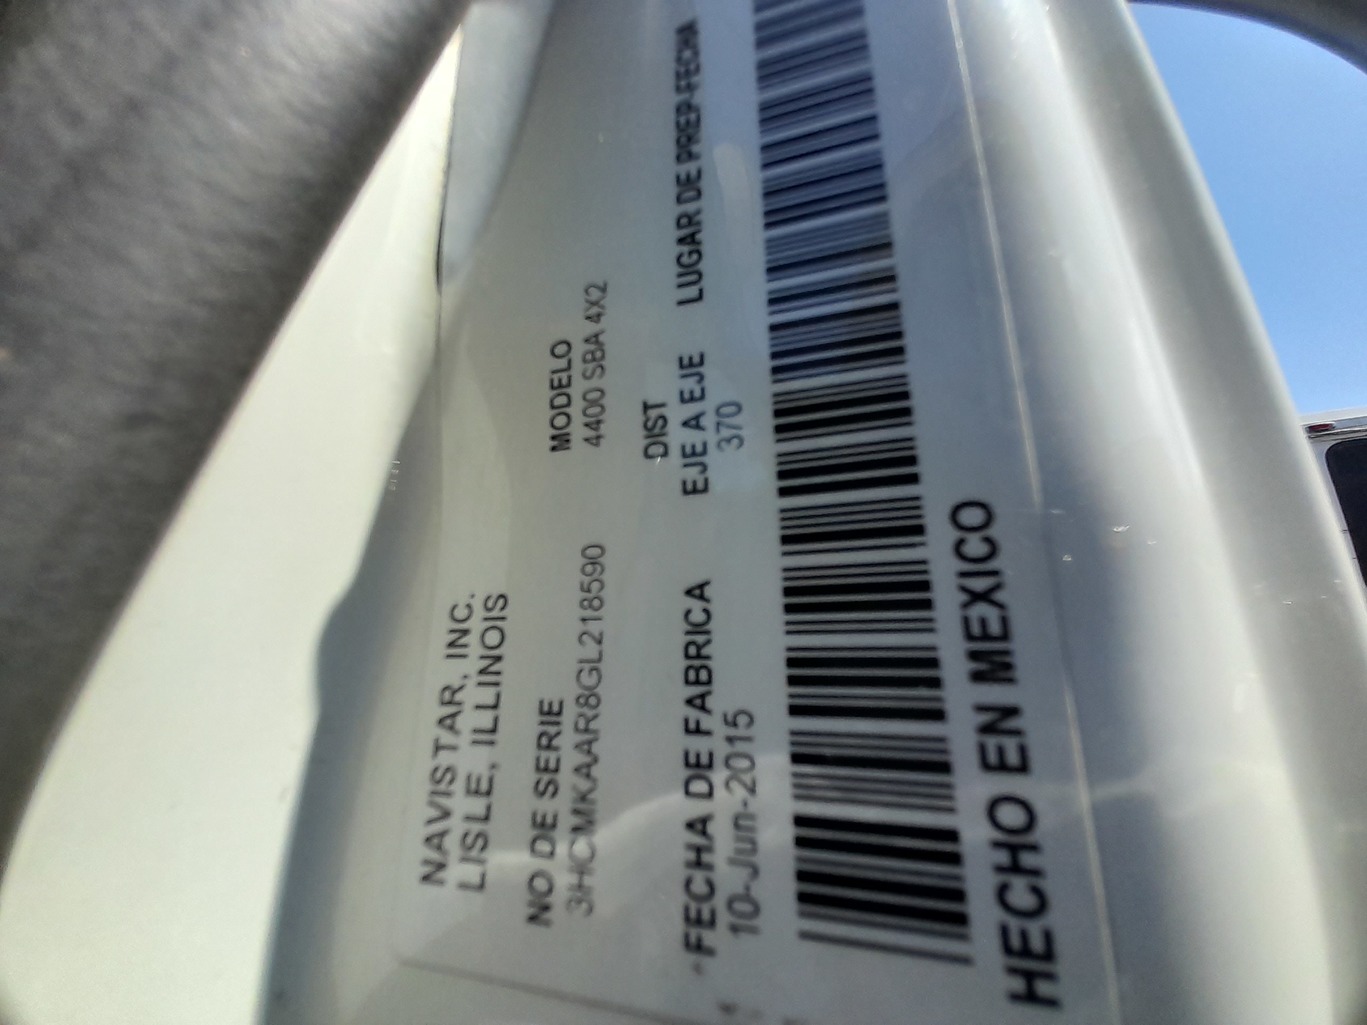 NAVISTAR, INC.
LISLE, ILLINOIS
NO DE SERIE MODELO
3HCMKAAR8GL218590 4400 SBA 4X2
DIST
FECHA DE FABRICA EJE A EJE LUGAR DE PREP-FECHA
10-Jun-2015 370
HECHO EN MEXICO